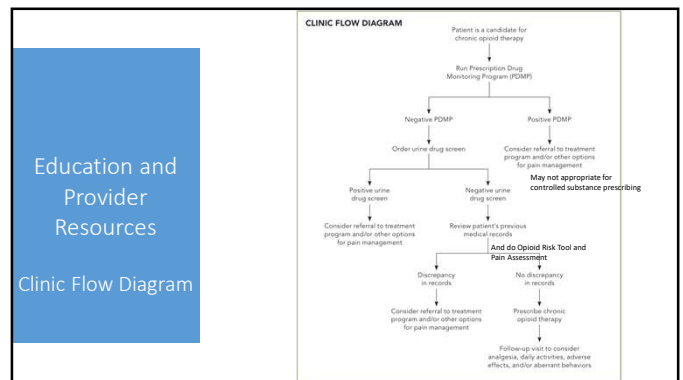 Education and
Provider
Resources
Clinic Flow Diagram
CLINIC FLOW DIAGRAM
Patient is a candidate for
chronic opioid therapy
Run Prescription Drug
Monitoring Program (PDMP)
Negative PDMP
Positive PDMP
Order urine drug screen
Consider referral to treatment
program and/or other options
for pain management
May not appropriate for
controlled substance prescribing
Positive urine
drug screen
Negative urine
drug screen
Consider referral to treatment
program and/or other options
for pain management
Review patient's previous
medical records
And do Opioid Risk Tool and
Pain Assessment
Discrepancy
in records
No discrepancy
in records
Consider referral to treatment
program and/or other options
for pain management
Prescribe chronic
opioid therapy
Follow-up visit to consider
analgesia, daily activities, adverse
effects, and/or aberrant behaviors